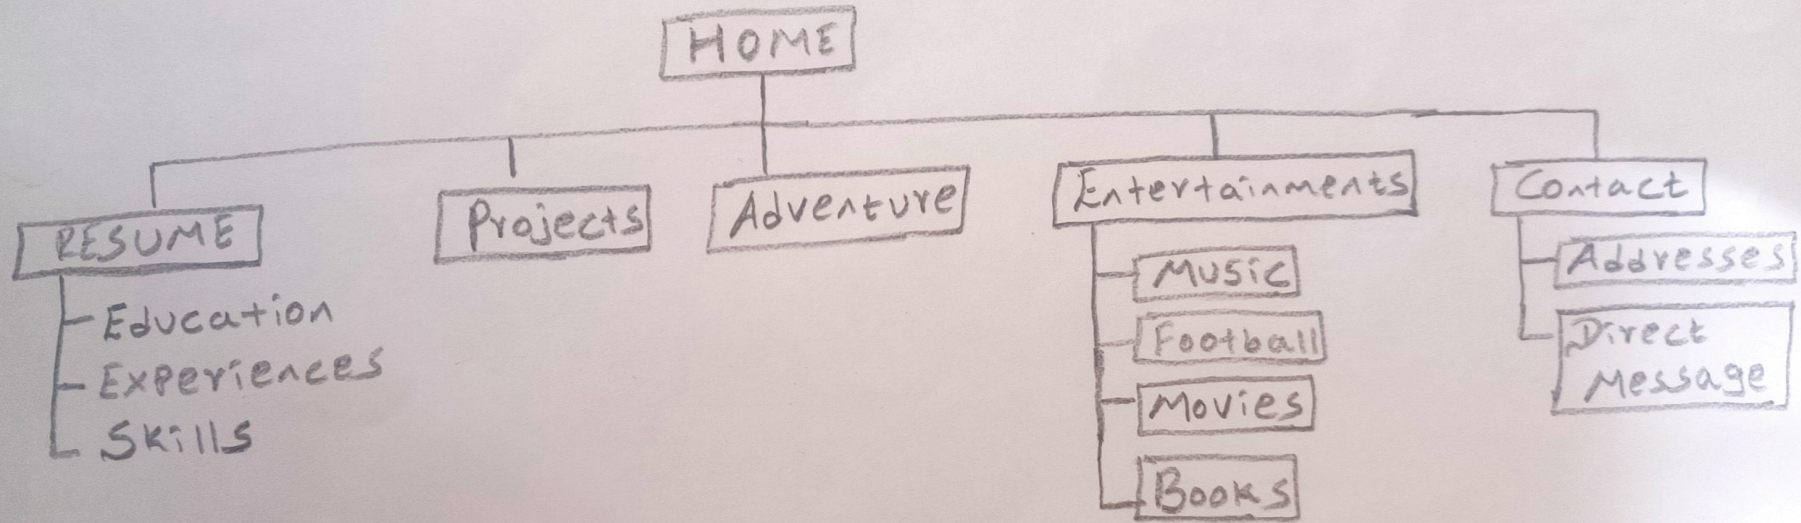 HOME
RESUME
Projects
Adventure
Entertainments
Contact
Education
Experiences
Skills
Music
Football
Movies
Books
Addresses
Direct
Message